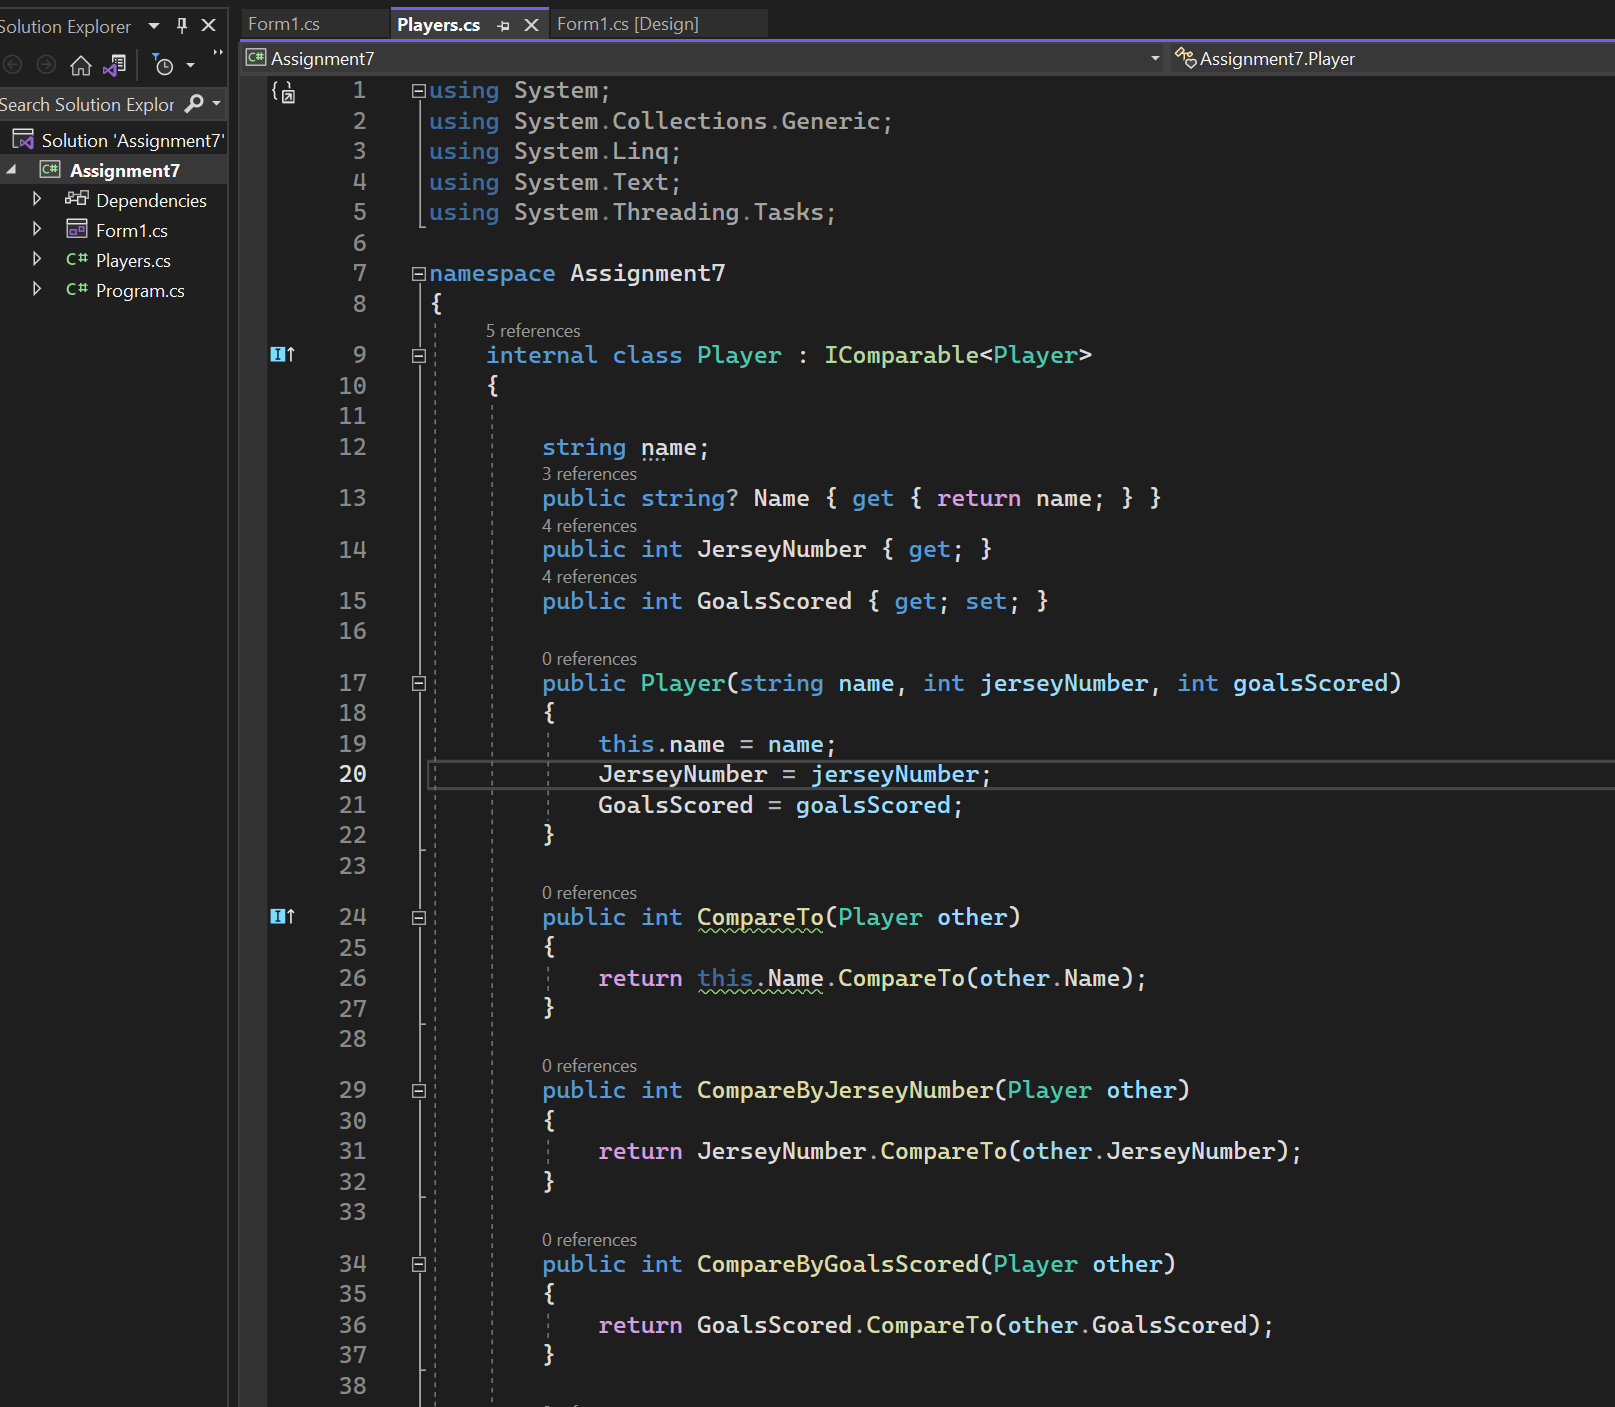 Solution Explorer
Search Solution Explor
Solution 'Assignment7'
Assignment7
Dependencies
Form1.cs
C# Players.cs
C# Program.cs
Form1.cs
Players.cs
Form1.cs [Design]
C# Assignment7
Assignment7.Player
1 using System;
2 using System.Collections.Generic;
3 using System.Linq;
4 using System.Text;
5 using System.Threading.Tasks;
6
7 namespace Assignment7
8 {
5 references
9 internal class Player : IComparable<Player>
10 {
11
12 string name;
3 references
13 public string? Name { get { return name; } }
4 references
14 public int JerseyNumber { get; }
4 references
15 public int GoalsScored { get; set; }
16
0 references
17 public Player(string name, int jerseyNumber, int goalsScored)
18 {
19 this.name = name;
20 JerseyNumber = jerseyNumber;
21 GoalsScored = goalsScored;
22 }
23
0 references
24 public int CompareTo(Player other)
25 {
26 return this.Name.CompareTo(other.Name);
27 }
28
0 references
29 public int CompareByJerseyNumber(Player other)
30 {
31 return JerseyNumber.CompareTo(other.JerseyNumber);
32 }
33
0 references
34 public int CompareByGoalsScored(Player other)
35 {
36 return GoalsScored.CompareTo(other.GoalsScored);
37 }
38